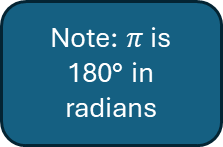 Note: 𝜋 is
180° in
radians